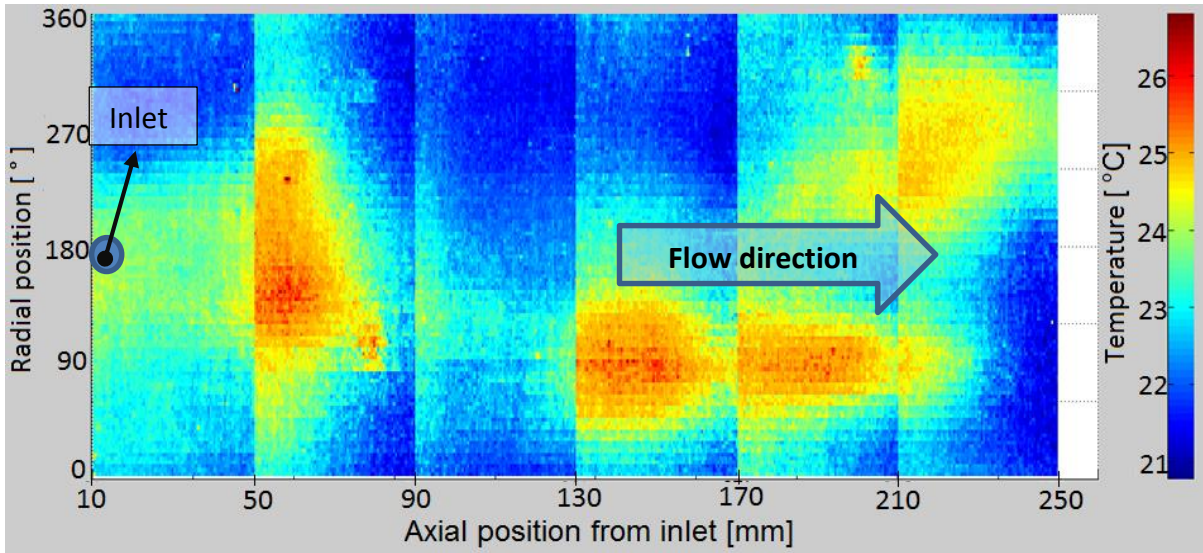 360
270
180
90
0
Radial position [ ° ]
Inlet
Flow direction
10 50 90 130 170 210 250
Axial position from inlet [mm]
26
25
24
23
22
21
Temperature [ °C]